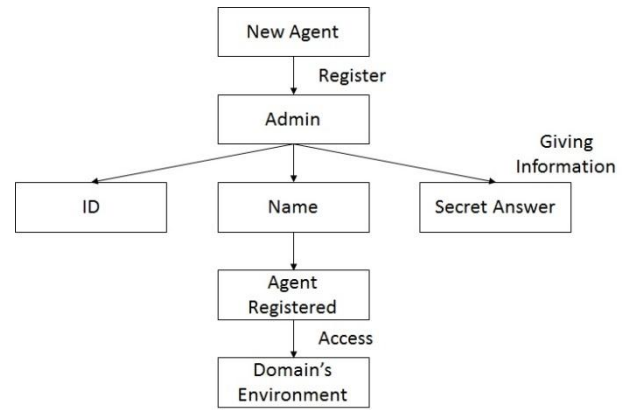 New Agent
Register
Admin
Giving
Information
ID
Name
Secret Answer
Agent
Registered
Access
Domain's
Environment